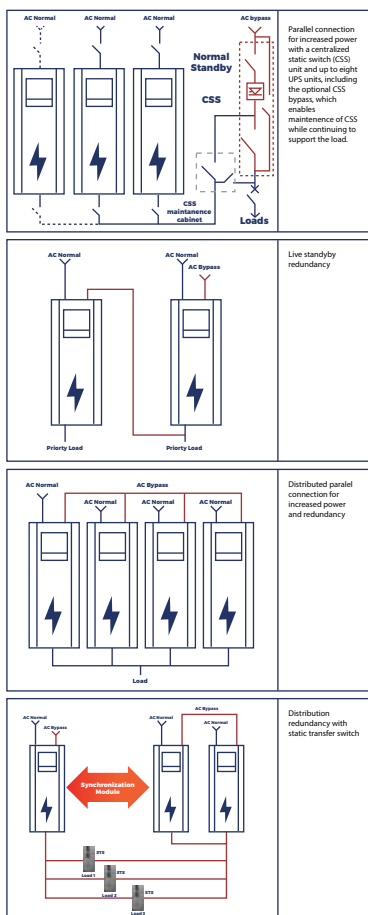 AC Normal
AC Normal
AC Normal
AC bypass
Normal
Standby
CSS
CSS
maintanence
cabinet
Loads
Parallel connection
for increased power
with a centralized
static switch (CSS)
unit and up to eight
UPS units, including
the optional CSS
bypass, which
enables
maintenence of CSS
while continuing to
support the load.
AC Normal
AC Normal
AC Bypass
Priorty Load
Priorty Load
Live standyby
redundancy
AC Normal
AC Bypass
AC Normal
AC Normal
AC Normal
Load
Distributed paralel
connection for
increased power
and redundancy
AC Bypass
AC Normal
AC Bypass
AC Normal
AC Normal
Synchronization
Module
STS
Load 1
STS
Load 2
STS
Load 3
Distribution
redundancy with
static transfer switch